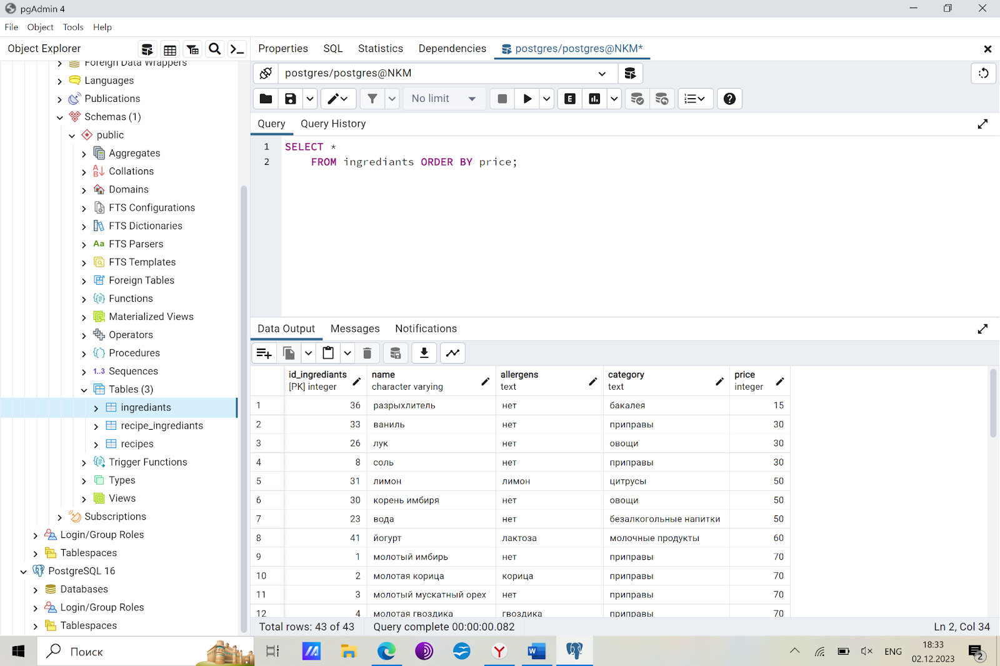 pgAdmin 4
File Object Tools Help
Object Explorer
Properties SQL Statistics Dependencies postgres/postgres@NKM*
Foreign Data Wrappers
Languages
Publications
Schemas (1)
public
Aggregates
Collations
Domains
FTS Configurations
FTS Dictionaries
Aa FTS Parsers
FTS Templates
Foreign Tables
Functions
Materialized Views
Operators
Procedures
1..3 Sequences
Tables (3)
ingrediants
recipe_ingrediants
recipes
Trigger Functions
Types
Views
Subscriptions
Login/Group Roles
Tablespaces
PostgreSQL 16
Databases
Login/Group Roles
Tablespaces
postgres/postgres@NKM
No limit E
Query Query History
1 SELECT *
2 FROM ingrediants ORDER BY price;
Data Output Messages Notifications
id_ingrediants name allergens category price
[PK] integer character varying text text integer
1 36 разрыхлитель нет бакалея 15
2 33 ваниль нет приправы 30
3 26 лук нет овощи 30
4 8 соль нет приправы 30
5 31 лимон лимон цитрусы 50
6 30 корень имбиря нет овощи 50
7 23 вода нет безалкогольные напитки 50
8 41 йогурт лактоза молочные продукты 60
9 1 молотый имбирь нет приправы 70
10 2 молотая корица корица приправы 70
11 3 молотый мускатный орех нет приправы 70
12 4 молотая гвоздика гвоздика приправы 70
Total rows: 43 of 43 Query complete 00:00:00.082 Ln 2, Col 34
Поиск
ENG
18:33
02.12.2023
2